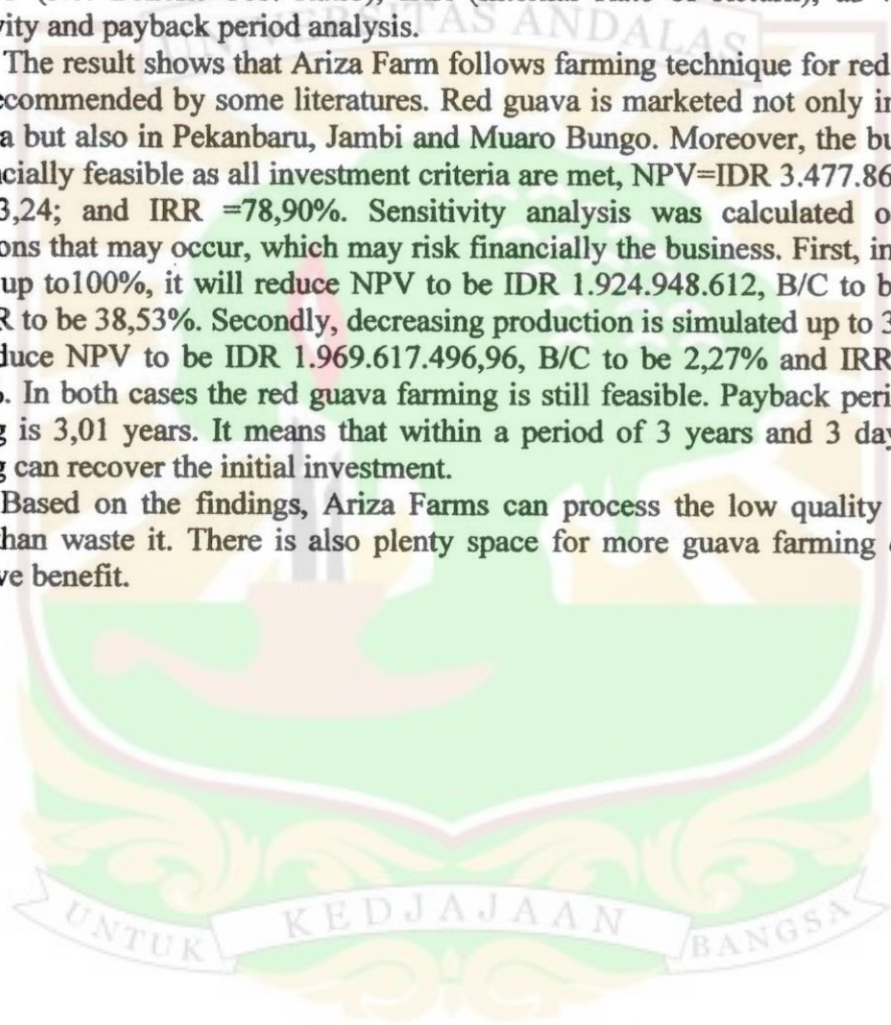 vity and payback period analysis.
UNIVERSITAS ANDALAS
The result shows that Ariza Farm follows farming technique for red
ecommended by some literatures. Red guava is marketed not only in
a but also in Pekanbaru, Jambi and Muaro Bungo. Moreover, the bu
cially feasible as all investment criteria are met, NPV=IDR 3.477.86
3,24; and IRR =78,90%. Sensitivity analysis was calculated o
ons that may occur, which may risk financially the business. First, in
up to100%, it will reduce NPV to be IDR 1.924.948.612, B/C to b
R to be 38,53%. Secondly, decreasing production is simulated up to 3
duce NPV to be IDR 1.969.617.496,96, B/C to be 2,27% and IRR
. In both cases the red guava farming is still feasible. Payback peri
g is 3,01 years. It means that within a period of 3 years and 3 day
g can recover the initial investment.
Based on the findings, Ariza Farms can process the low quality
han waste it. There is also plenty space for more guava farming
ve benefit.
UNTUK KEDJAJAAN BANGSA